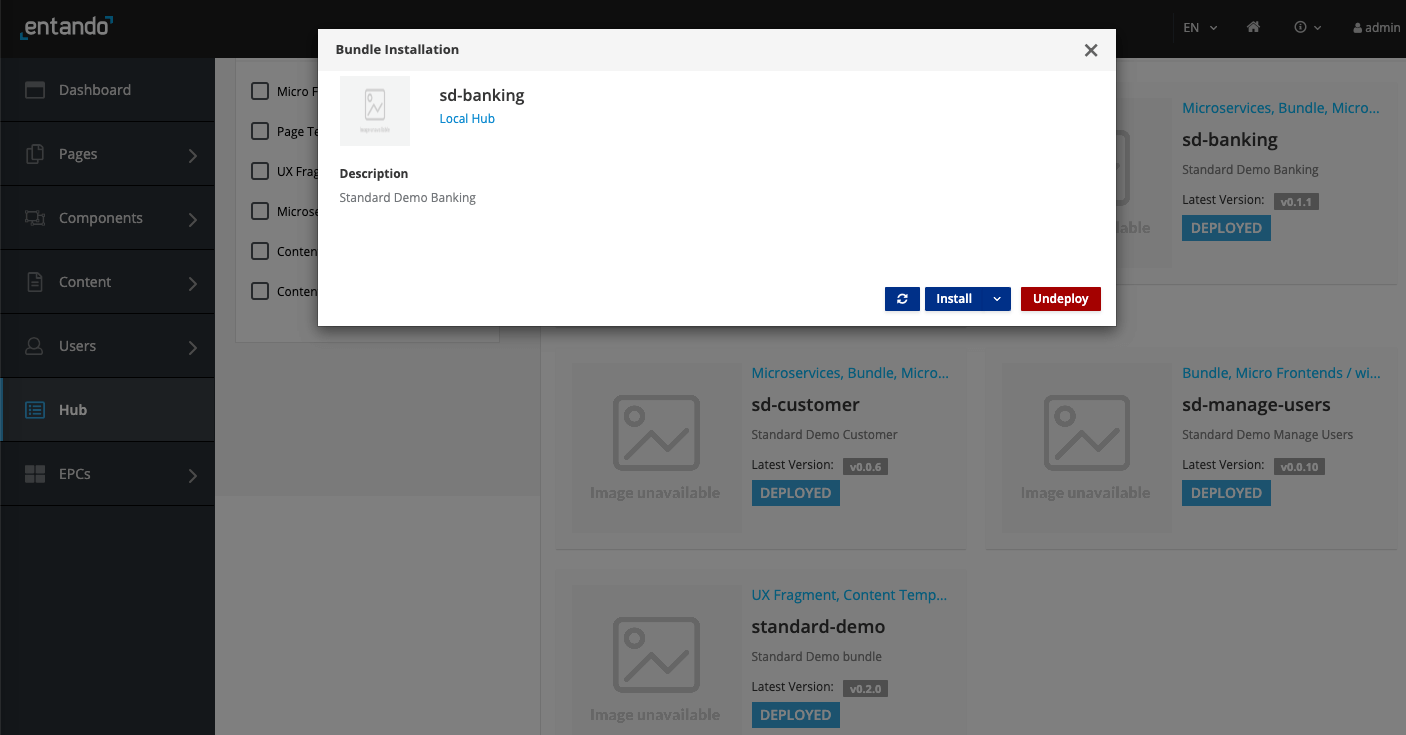 entando
EN
admin
Bundle Installation
sd-banking
Local Hub
Description
Standard Demo Banking
Install
Undeploy
Dashboard
Pages
Components
Content
Users
Hub
EPCs
Micro F
Page Te
UX Frag
Microse
Conten
Conten
Microservices, Bundle, Micro...
sd-banking
Standard Demo Banking
Latest Version: v0.1.1
DEPLOYED
lable
Microservices, Bundle, Micro...
sd-customer
Standard Demo Customer
Latest Version: v0.0.6
DEPLOYED
Image unavailable
Bundle, Micro Frontends / wi...
sd-manage-users
Standard Demo Manage Users
Latest Version: v0.0.10
DEPLOYED
Image unavailable
UX Fragment, Content Temp...
standard-demo
Standard Demo bundle
Latest Version: v0.2.0
DEPLOYED
Image unavailable